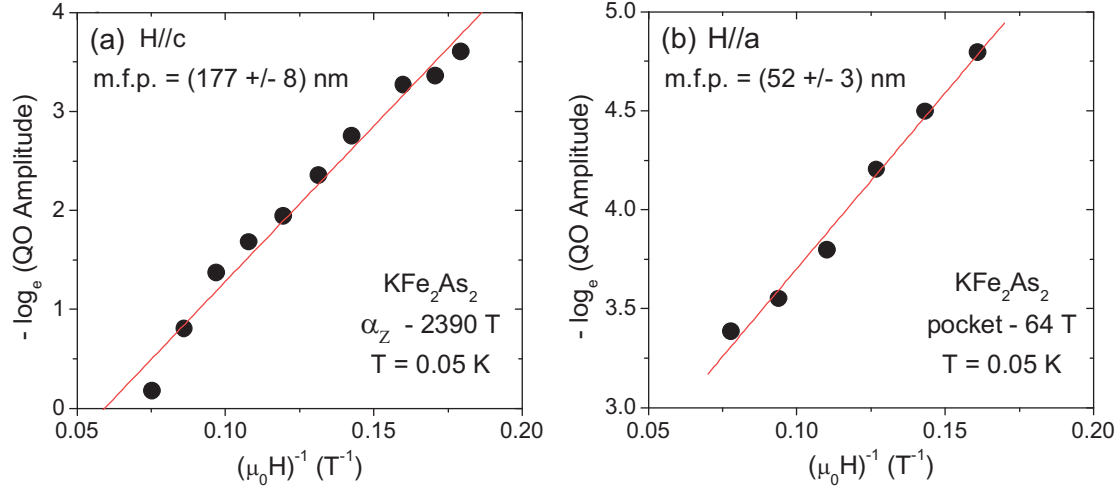 (a) H//c
m.f.p. = (177 +/- 8) nm
KFe₂As₂
α_Z - 2390 T
T = 0.05 K
- logₑ (QO Amplitude)
4
3
2
1
0
0.05 0.10 0.15 0.20
(μ₀H)⁻¹ (T⁻¹)
(b) H//a
m.f.p. = (52 +/- 3) nm
KFe₂As₂
pocket - 64 T
T = 0.05 K
- logₑ (QO Amplitude)
5.0
4.5
4.0
3.5
3.0
0.05 0.10 0.15 0.20
(μ₀H)⁻¹ (T⁻¹)